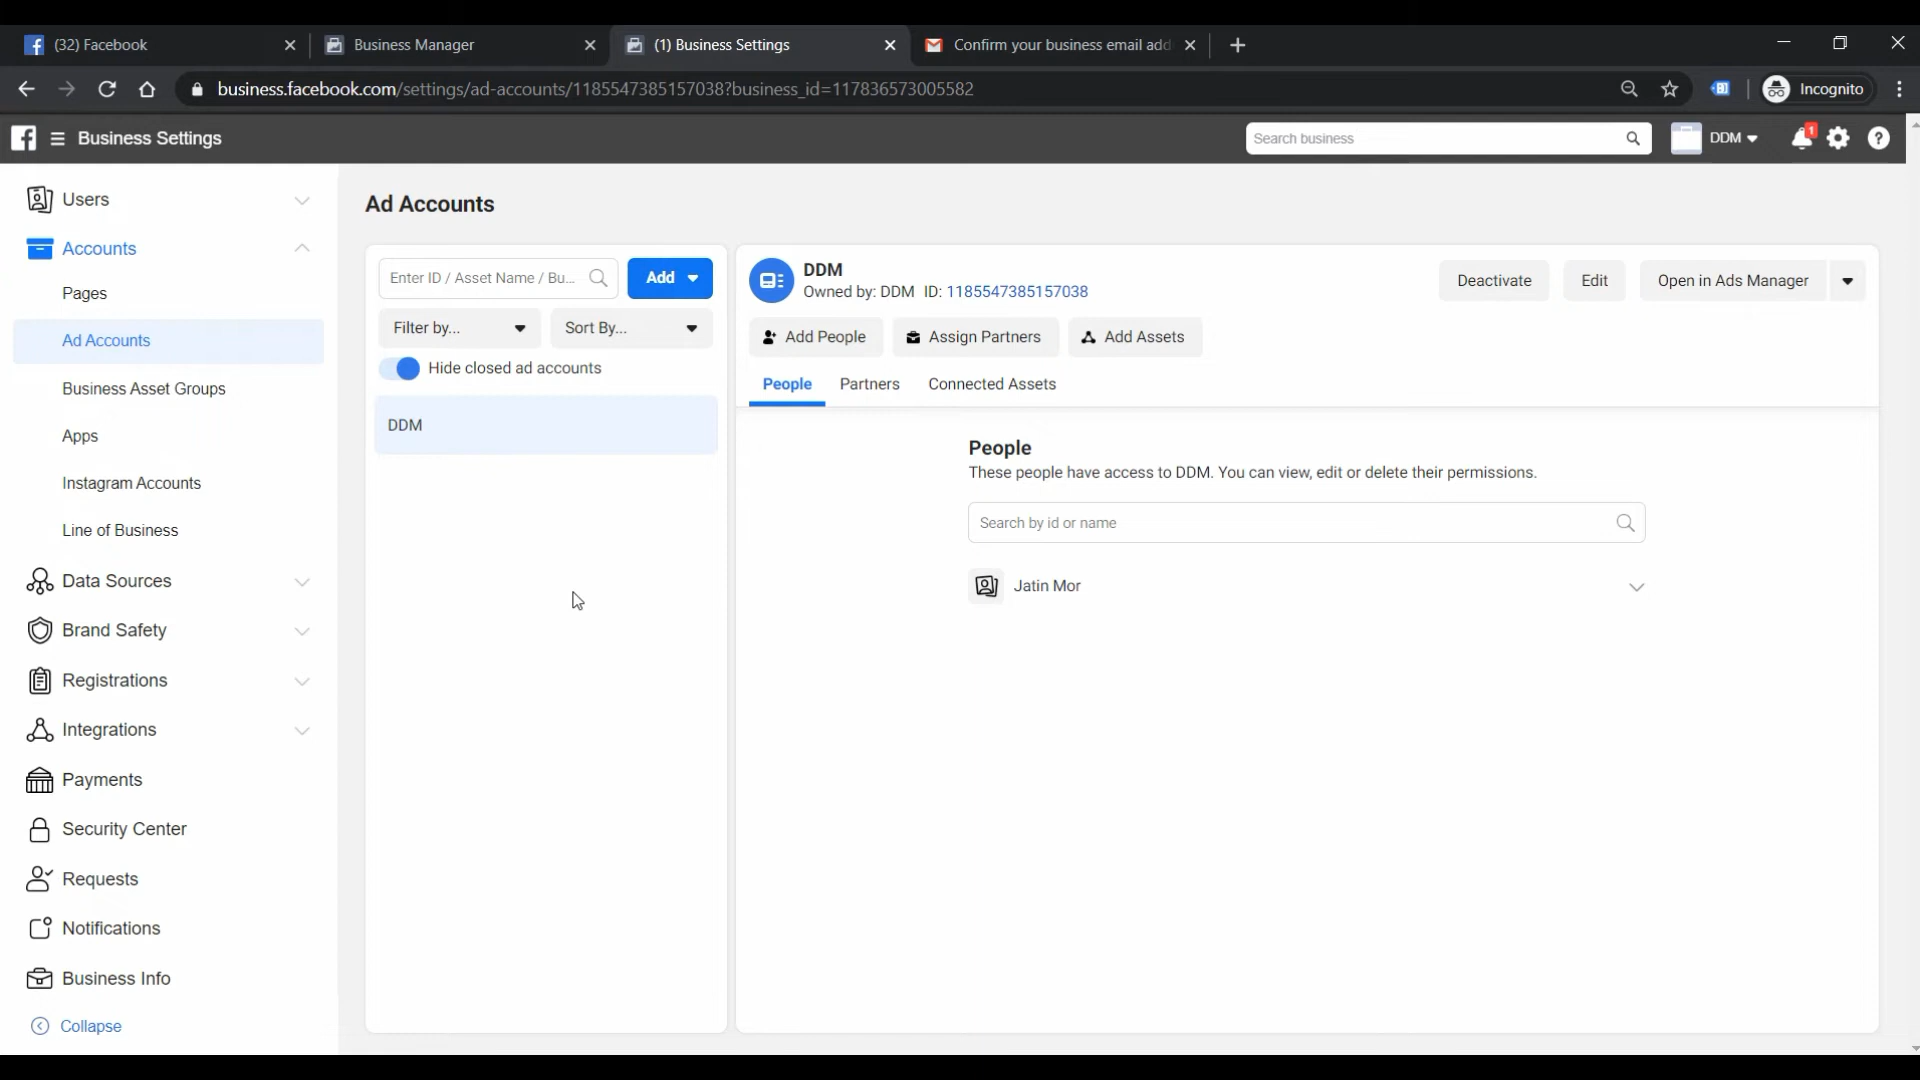 (32) Facebook
Business Manager
(1) Business Settings
Confirm your business email add
business.facebook.com/settings/ad-accounts/1185547385157038?business_id=117836573005582
Incognito
Business Settings
Search business
DDM
1
Users
Accounts
Pages
Ad Accounts
Business Asset Groups
Apps
Instagram Accounts
Line of Business
Data Sources
Brand Safety
Registrations
Integrations
Payments
Security Center
Requests
Notifications
Business Info
Collapse
Ad Accounts
Enter ID / Asset Name / Bu...
Add
Filter by...
Sort By...
Hide closed ad accounts
DDM
DDM
Owned by: DDM ID: 1185547385157038
Deactivate
Edit
Open in Ads Manager
Add People
Assign Partners
Add Assets
People
Partners
Connected Assets
People
These people have access to DDM. You can view, edit or delete their permissions.
Search by id or name
Jatin Mor